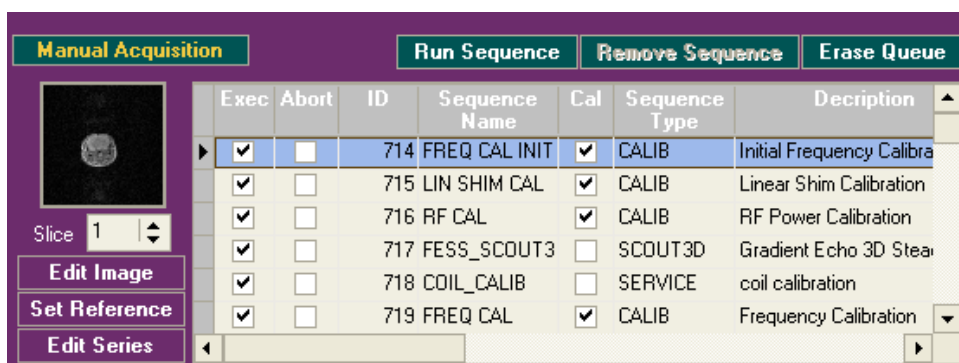 Manual Acquisition Run Sequence Remove Sequence Erase Queue
Exec Abort ID Sequence Name Cal Sequence Type Decription
714 FREQ CAL INIT CALIB Initial Frequency Calibra
715 LIN SHIM CAL CALIB Linear Shim Calibration
716 RF CAL CALIB RF Power Calibration
717 FESS_SCOUT3 SCOUT3D Gradient Echo 3D Stea
718 COIL_CALIB SERVICE coil calibration
719 FREQ CAL CALIB Frequency Calibration
Slice 1
Edit Image
Set Reference
Edit Series